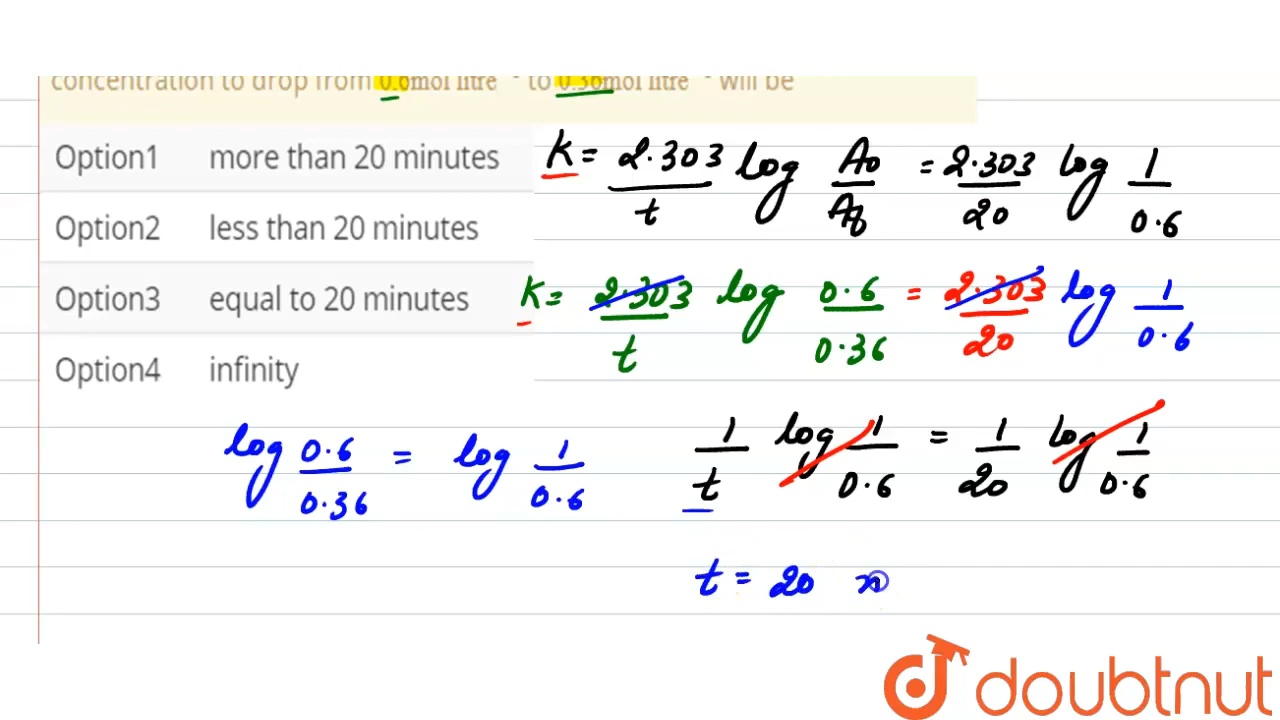 concentration to drop from 0.6mol litre⁻ to 0.36mol litre⁻ will be
Option1 more than 20 minutes
Option2 less than 20 minutes
Option3 equal to 20 minutes
Option4 infinity
K = 2.303/t log A₀/At = 2.303/20 log 1/0.6
K = 2.303/t log 0.6/0.36 = 2.303/20 log 1/0.6
log 0.6/0.36 = log 1/0.6
1/t log 1/0.6 = 1/20 log 1/0.6
t = 20
doubtnut